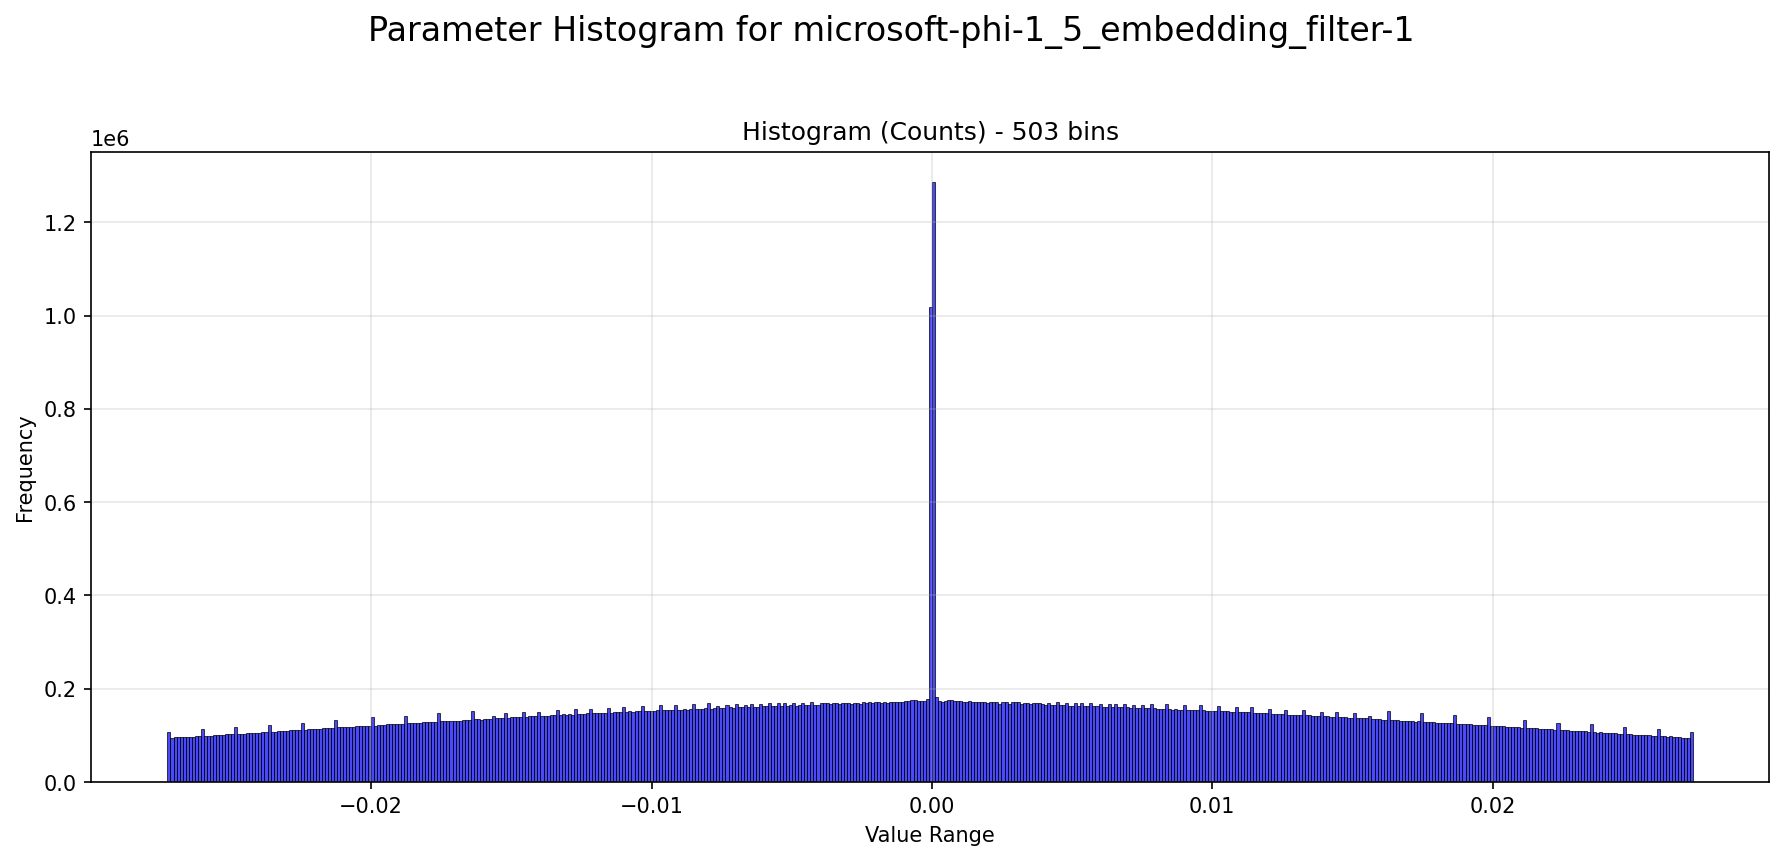 Parameter Histogram for microsoft-phi-1_5_embedding_filter-1
Histogram (Counts) - 503 bins
1e6
1.2
1.0
0.8
0.6
0.4
0.2
0.0
Frequency
−0.02
−0.01
0.00
0.01
0.02
Value Range